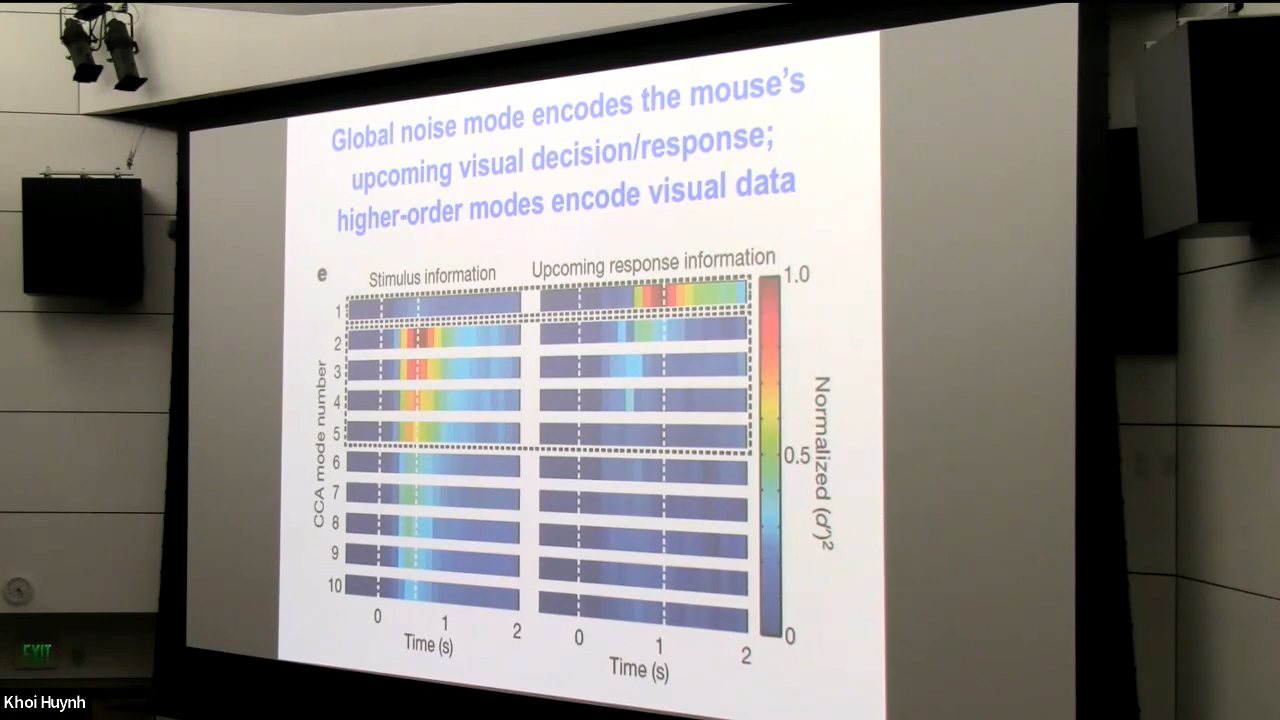 Global noise mode encodes the mouse's
upcoming visual decision/response;
higher-order modes encode visual data
e
Stimulus information
Upcoming response information
CCA mode number
1
2
3
4
5
6
7
8
9
10
0
1
2
Time (s)
0
1
2
Time (s)
1.0
0.5
0
Normalized (d′)²
EXIT
Khoi Huynh